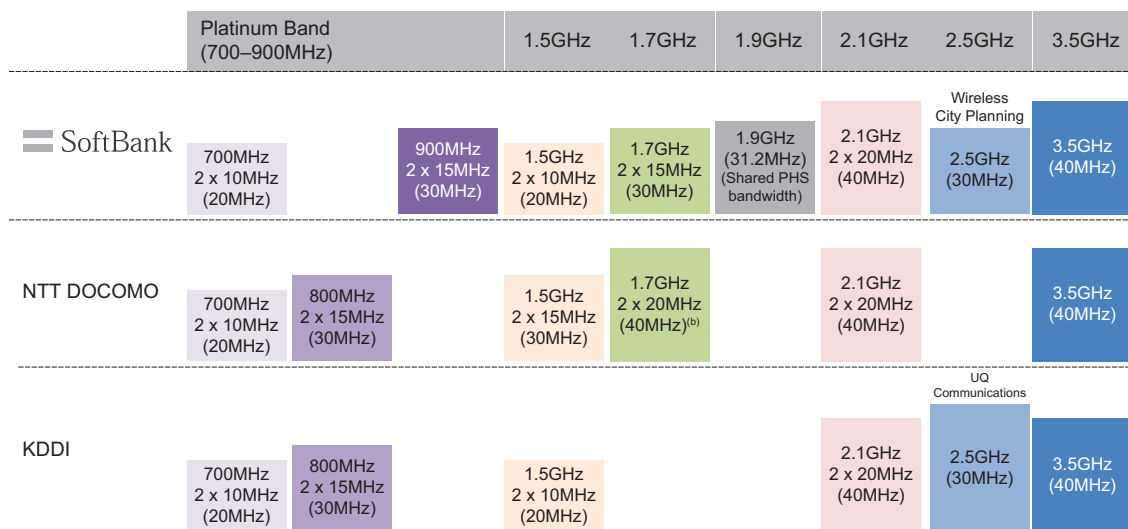 Platinum Band
(700–900MHz)
1.5GHz
1.7GHz
1.9GHz
2.1GHz
2.5GHz
3.5GHz
SoftBank
700MHz
2 x 10MHz
(20MHz)
900MHz
2 x 15MHz
(30MHz)
1.5GHz
2 x 10MHz
(20MHz)
1.7GHz
2 x 15MHz
(30MHz)
1.9GHz
(31.2MHz)
(Shared PHS
bandwidth)
2.1GHz
2 x 20MHz
(40MHz)
Wireless
City Planning
2.5GHz
(30MHz)
3.5GHz
(40MHz)
NTT DOCOMO
700MHz
2 x 10MHz
(20MHz)
800MHz
2 x 15MHz
(30MHz)
1.5GHz
2 x 15MHz
(30MHz)
1.7GHz
2 x 20MHz
(40MHz)(b)
2.1GHz
2 x 20MHz
(40MHz)
3.5GHz
(40MHz)
KDDI
700MHz
2 x 10MHz
(20MHz)
800MHz
2 x 15MHz
(30MHz)
1.5GHz
2 x 10MHz
(20MHz)
2.1GHz
2 x 20MHz
(40MHz)
UQ
Communications
2.5GHz
(30MHz)
3.5GHz
(40MHz)